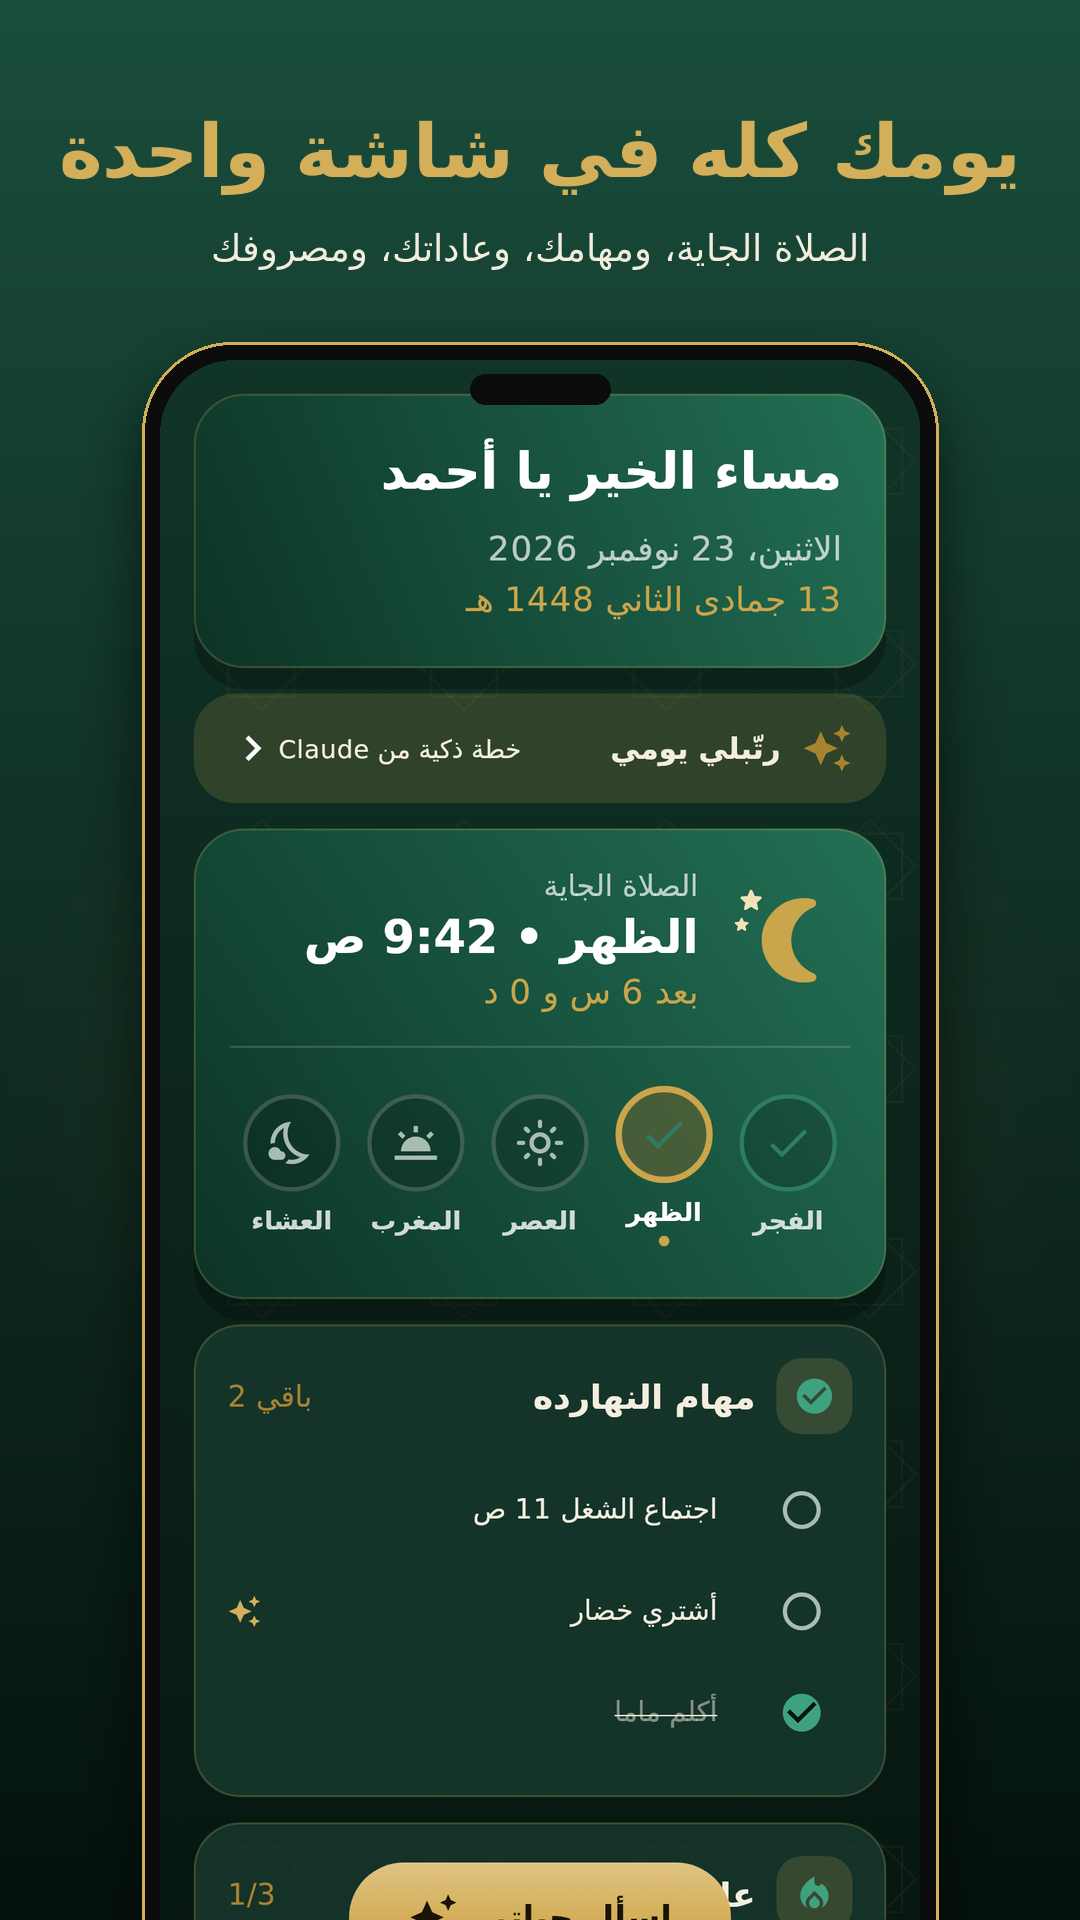 يومك كله في شاشة واحدة
الصلاة الجاية، ومهامك، وعاداتك، ومصروفك
مساء الخير يا أحمد
الاثنين، 23 نوفمبر 2026
13 جمادى الثاني 1448 هـ
رتّبلي يومي خطة ذكية من Claude
الصلاة الجاية
الظهر • 9:42 ص
بعد 6 س و 0 د
الفجر الظهر العصر المغرب العشاء
مهام النهارده باقي 2
اجتماع الشغل 11 ص
أشتري خضار
أكلم ماما
1/3
اسأل حياتي